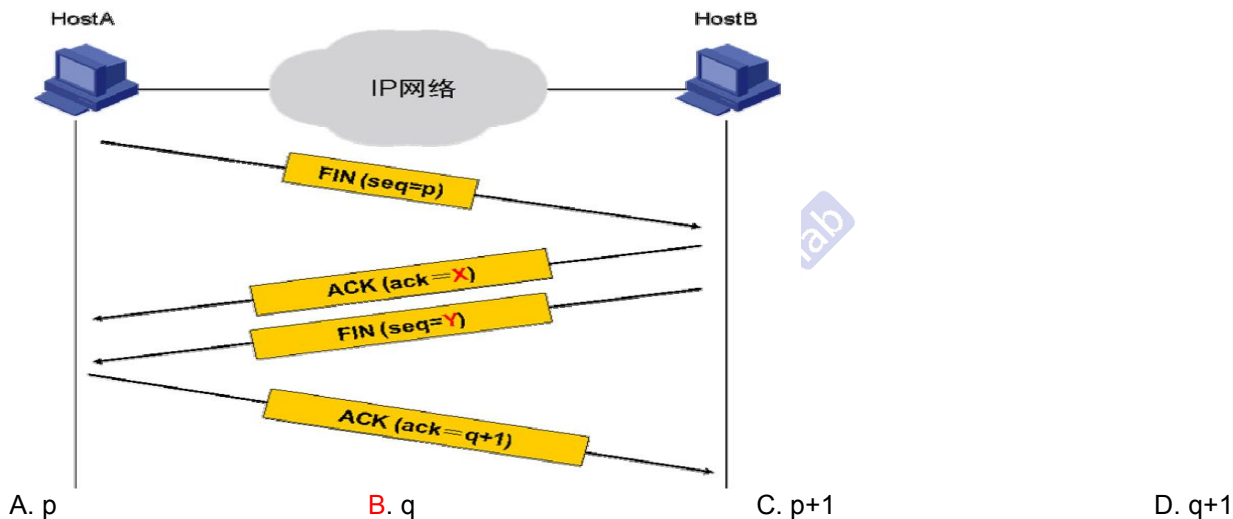 HostA HostB
IP网络
FIN (seq=p)
ACK (ack=X)
FIN (seq=Y)
ACK (ack=q+1)
A. p B. q C. p+1 D. q+1